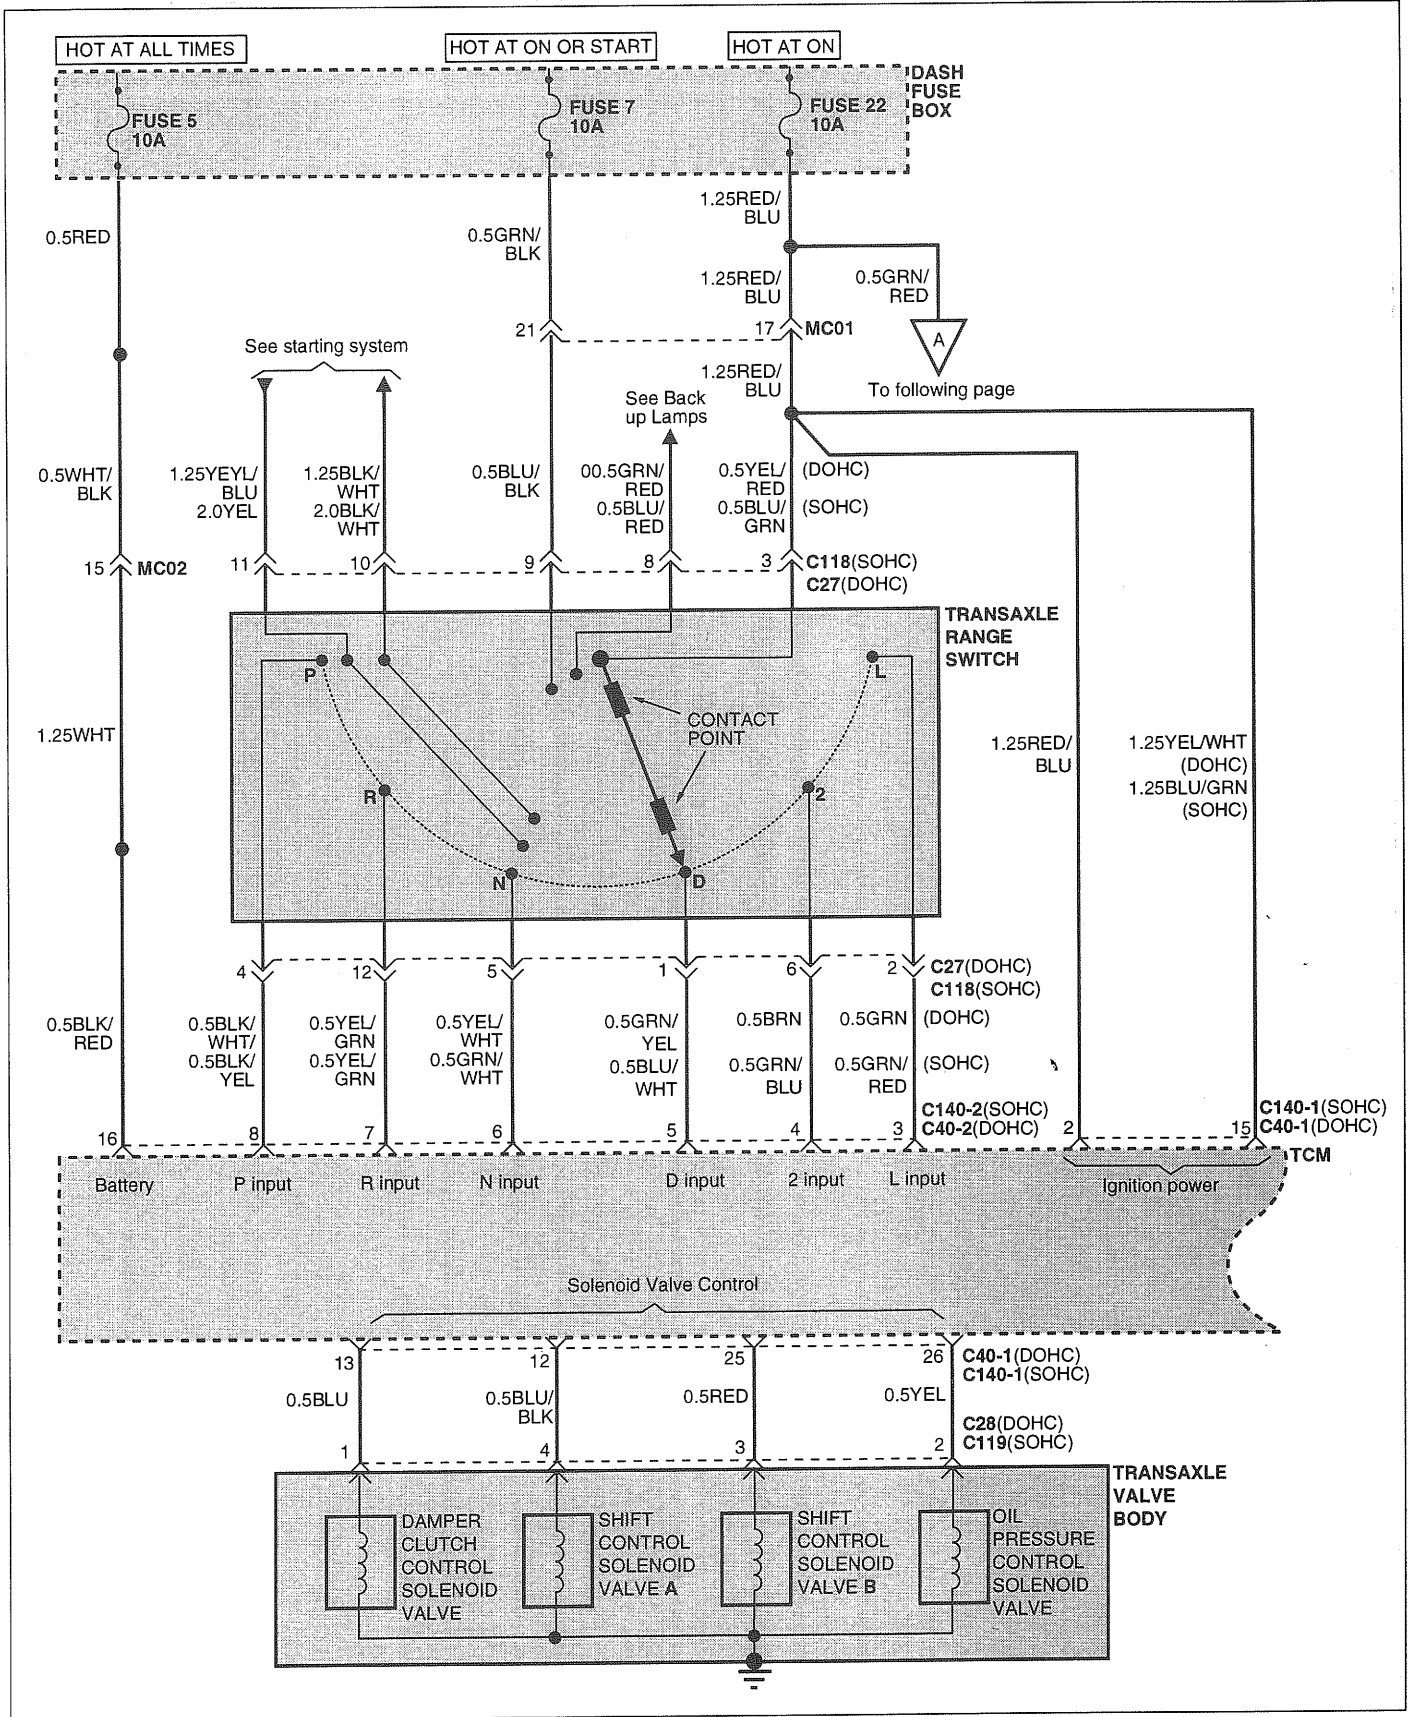 HOT AT ALL TIMES
HOT AT ON OR START
HOT AT ON
DASH
FUSE
BOX
FUSE 5
10A
FUSE 7
10A
FUSE 22
10A
1.25RED/
BLU
0.5RED
0.5GRN/
BLK
1.25RED/
BLU
0.5GRN/
RED
21
17
MC01
A
See starting system
1.25RED/
BLU
To following page
See Back
up Lamps
0.5WHT/
BLK
1.25YEYL/
BLU
2.0YEL
1.25BLK/
WHT
2.0BLK/
WHT
0.5BLU/
BLK
00.5GRN/
RED
0.5BLU/
RED
0.5YEL/
RED
0.5BLU/
GRN
(DOHC)
(SOHC)
15
MC02
11
10
9
8
3
C118(SOHC)
C27(DOHC)
TRANSAXLE
RANGE
SWITCH
P
L
CONTACT
POINT
1.25WHT
R
2
N
D
1.25RED/
BLU
1.25YEL/WHT
(DOHC)
1.25BLU/GRN
(SOHC)
4
12
5
1
6
2
C27(DOHC)
C118(SOHC)
0.5BLK/
RED
0.5BLK/
WHT/
0.5BLK/
YEL
0.5YEL/
GRN
0.5YEL/
GRN
0.5YEL/
WHT
0.5GRN/
WHT
0.5GRN/
YEL
0.5BLU/
WHT
0.5BRN
0.5GRN/
BLU
0.5GRN
0.5GRN/
RED
(DOHC)
(SOHC)
C140-2(SOHC)
C40-2(DOHC)
C140-1(SOHC)
C40-1(DOHC)
16
8
7
6
5
4
3
2
15
TCM
Battery
P input
R input
N input
D input
2 input
L input
Ignition power
Solenoid Valve Control
13
12
25
26
C40-1(DOHC)
C140-1(SOHC)
0.5BLU
0.5BLU/
BLK
0.5RED
0.5YEL
C28(DOHC)
C119(SOHC)
1
4
3
2
TRANSAXLE
VALVE
BODY
DAMPER
CLUTCH
CONTROL
SOLENOID
VALVE
SHIFT
CONTROL
SOLENOID
VALVE A
SHIFT
CONTROL
SOLENOID
VALVE B
OIL
PRESSURE
CONTROL
SOLENOID
VALVE